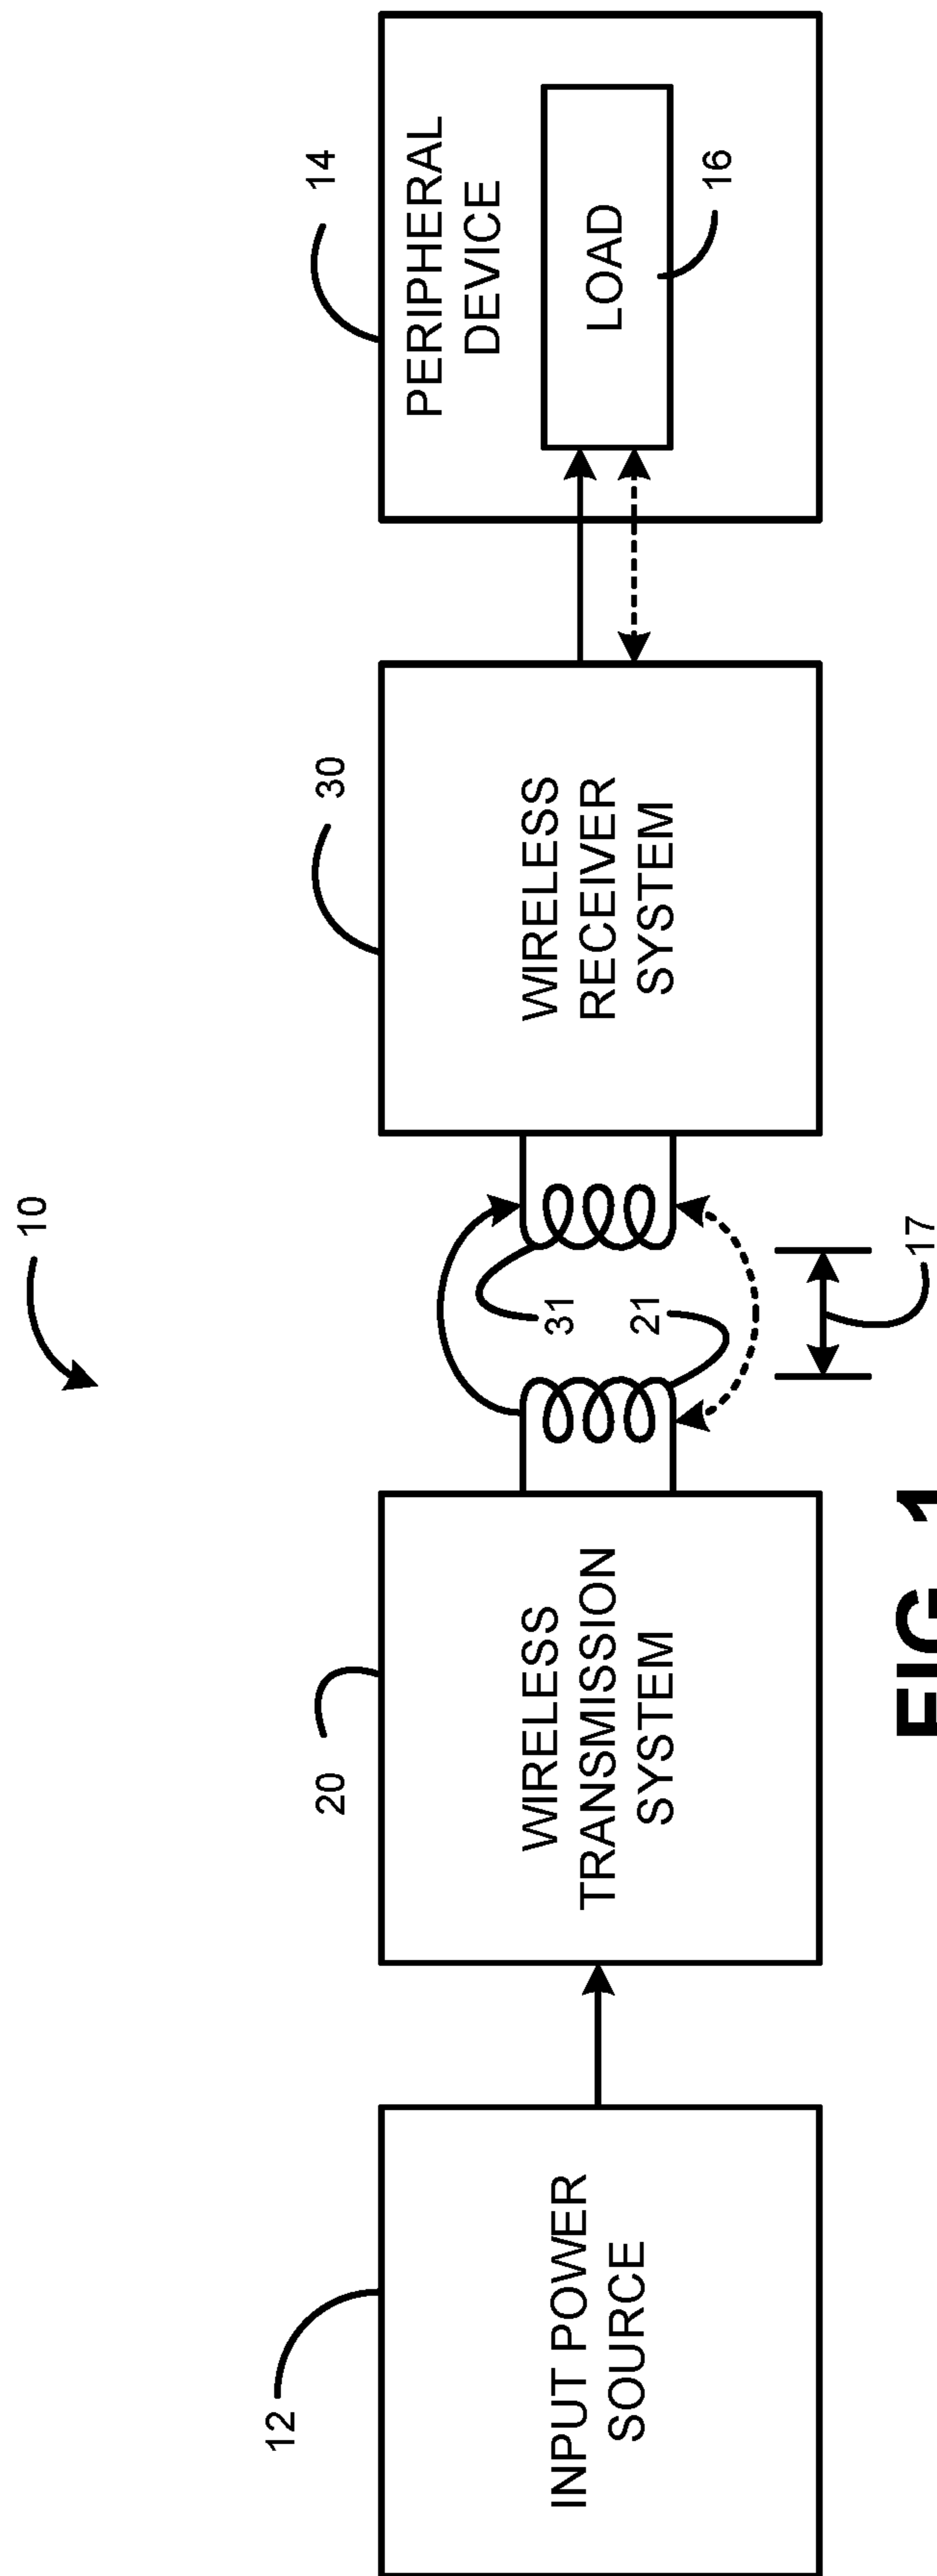 10
12
INPUT POWER
SOURCE
20
WIRELESS
TRANSMISSION
SYSTEM
21
31
17
30
WIRELESS
RECEIVER
SYSTEM
14
PERIPHERAL
DEVICE
LOAD
16
FIG. 1